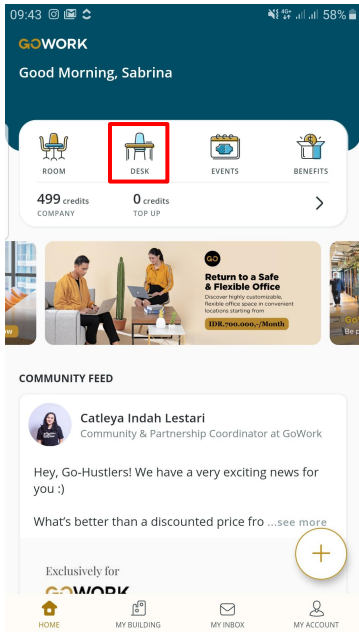 09:43 4G+ 58%
GOWORK
Good Morning, Sabrina
ROOM DESK EVENTS BENEFITS
499 credits 0 credits
COMPANY TOP UP
GO
Return to a Safe
& Flexible Office
Discover highly customizable,
flexible office space in convenient
locations starting from
IDR.700.000,-/Month
COMMUNITY FEED
Catleya Indah Lestari
Community & Partnership Coordinator at GoWork
Hey, Go-Hustlers! We have a very exciting news for
you :)
What's better than a discounted price fro ...see more
+
Exclusively for
GOWORK
HOME MY BUILDING MY INBOX MY ACCOUNT